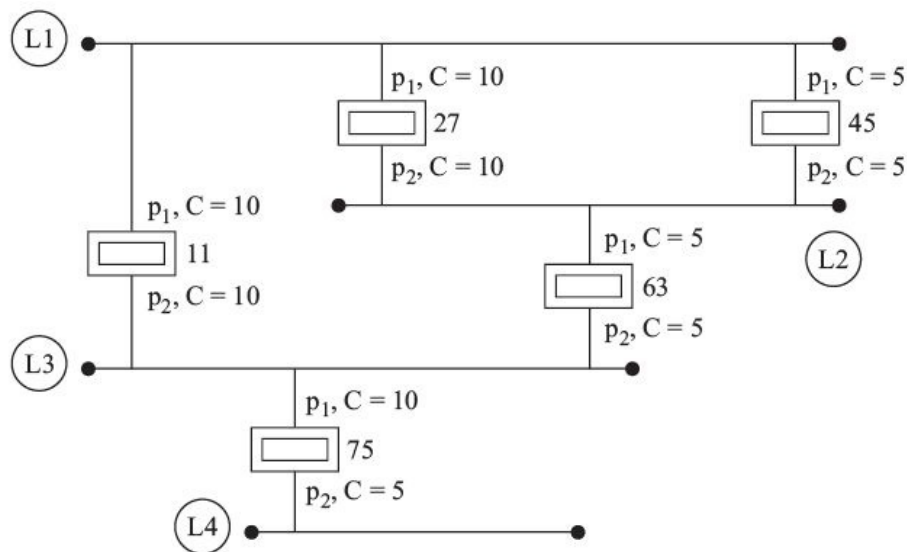 L1
p1, C = 10
27
p2, C = 10
p1, C = 5
45
p2, C = 5
p1, C = 10
11
p2, C = 10
p1, C = 5
63
p2, C = 5
L2
L3
p1, C = 10
75
p2, C = 5
L4